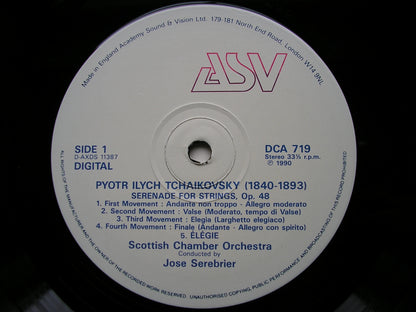 Made in England Academy Sound & Vision Ltd. 179-181 North End Road, London W14 9NL
ASV
SIDE 1
D-AXDS 11387
DIGITAL
DCA 719
Stereo 33⅓ r.p.m.
℗ 1990
PYOTR ILYCH TCHAIKOVSKY (1840-1893)
SERENADE FOR STRINGS, Op. 48
1. First Movement : Andante non troppo - Allegro moderato
2. Second Movement : Valse (Moderato, tempo di Valse)
3. Third Movement : Elegia (Larghetto elegiaco)
4. Fourth Movement : Finale (Andante - Allegro con spirito)
5. ÉLÉGIE
Scottish Chamber Orchestra
Conducted by
Jose Serebrier
ALL RIGHTS OF THE MANUFACTURER AND OF THE OWNER OF THE RECORDED WORK RESERVED. UNAUTHORISED COPYING, PUBLIC PERFORMANCE AND BROADCASTING OF THIS RECORD PROHIBITED